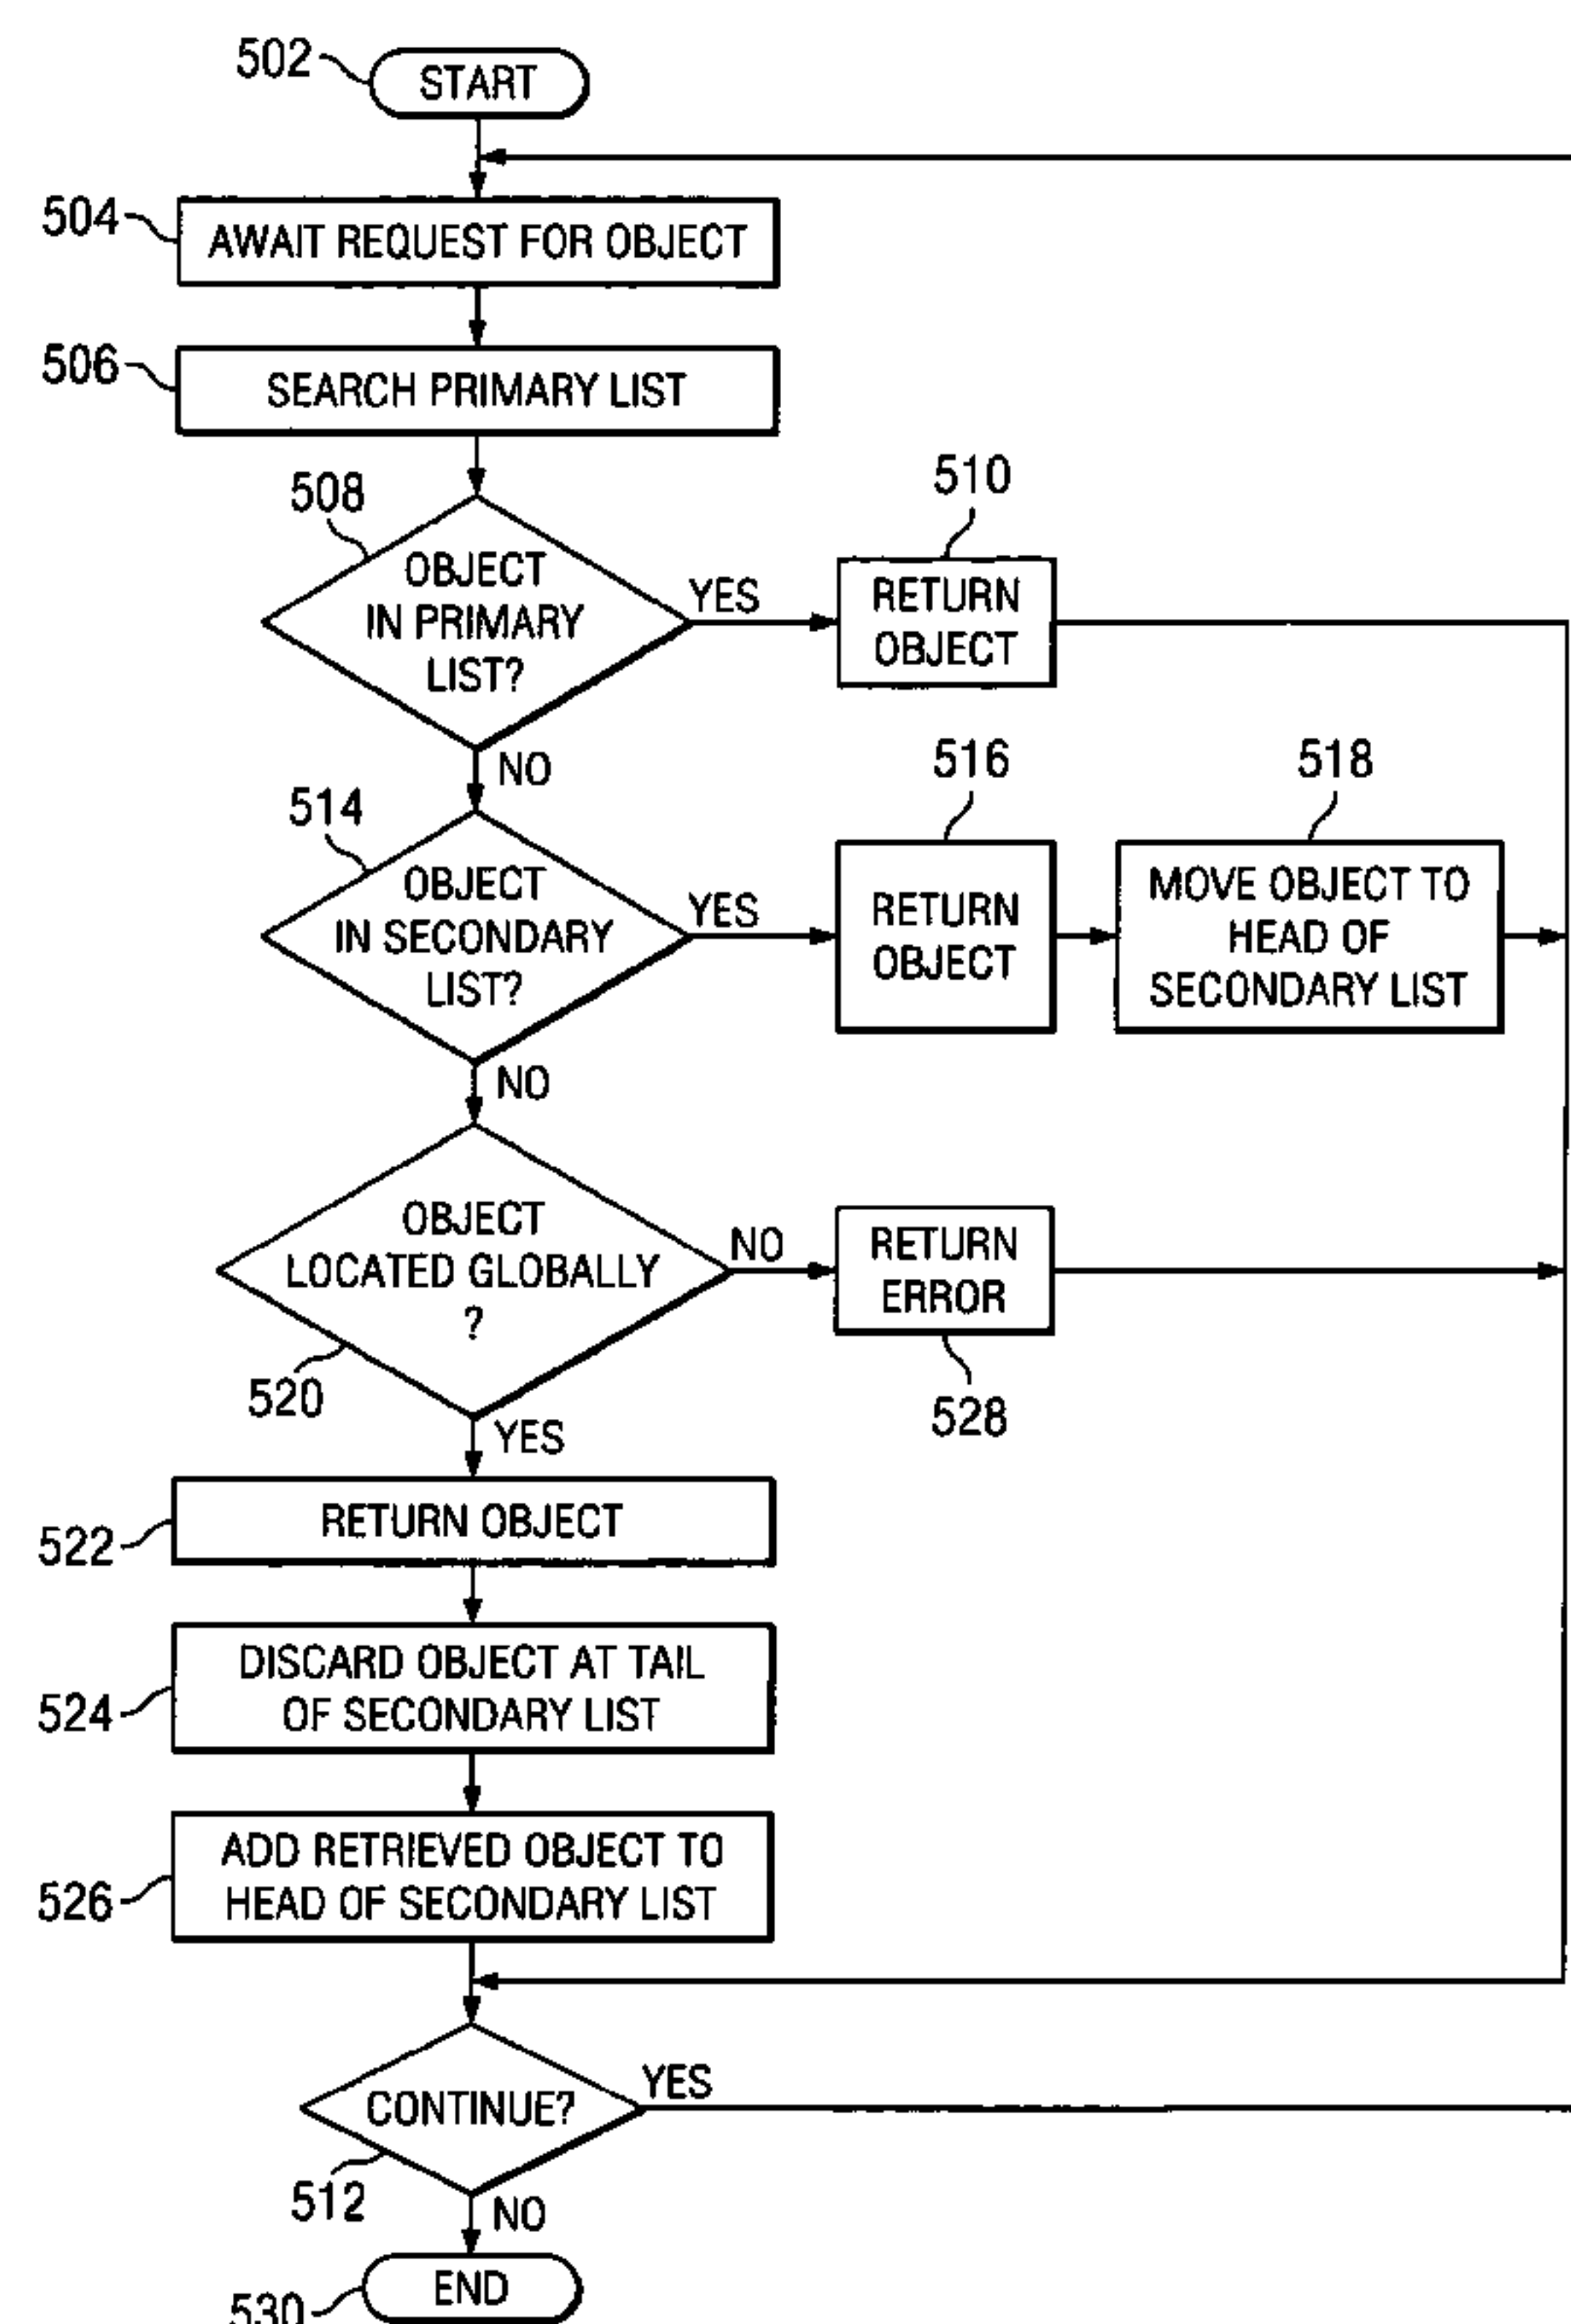 502
START
504
AWAIT REQUEST FOR OBJECT
506
SEARCH PRIMARY LIST
508
OBJECT
IN PRIMARY
LIST?
YES
510
RETURN
OBJECT
NO
514
OBJECT
IN SECONDARY
LIST?
YES
516
RETURN
OBJECT
518
MOVE OBJECT TO
HEAD OF
SECONDARY LIST
NO
OBJECT
LOCATED GLOBALLY
?
520
NO
RETURN
ERROR
528
YES
522
RETURN OBJECT
524
DISCARD OBJECT AT TAIL
OF SECONDARY LIST
526
ADD RETRIEVED OBJECT TO
HEAD OF SECONDARY LIST
CONTINUE?
YES
512
NO
END
530